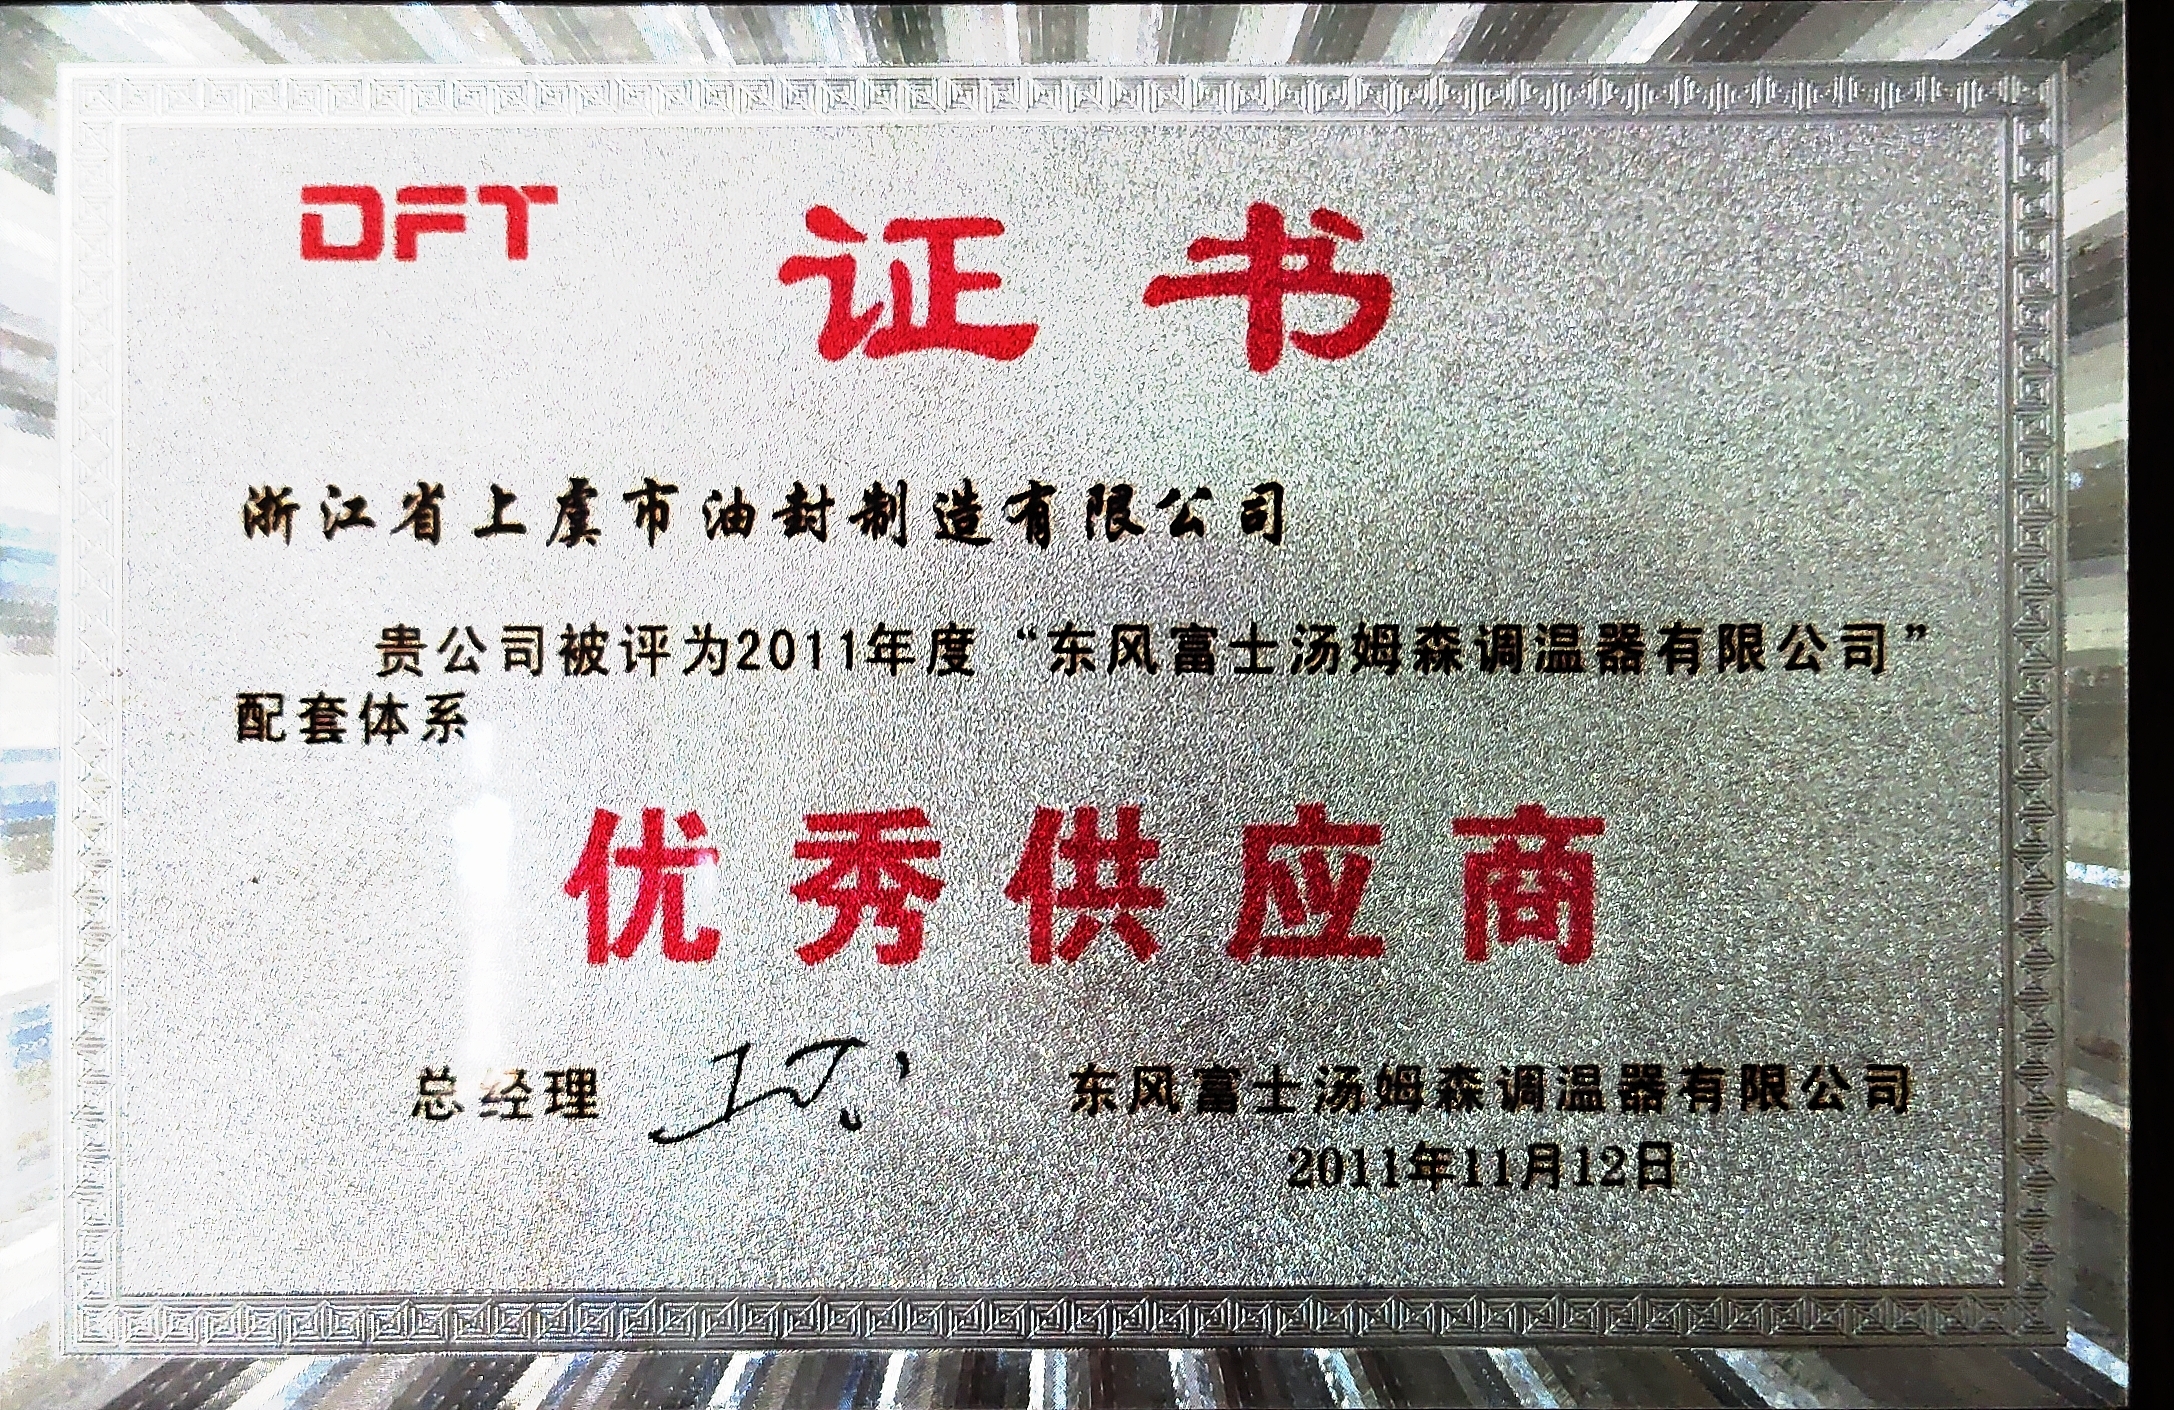 DFT
证书
浙江省上虞市油封制造有限公司
贵公司被评为2011年度“东风富士汤姆森调温器有限公司”
配套体系
优秀供应商
总经理
东风富士汤姆森调温器有限公司
2011年11月12日